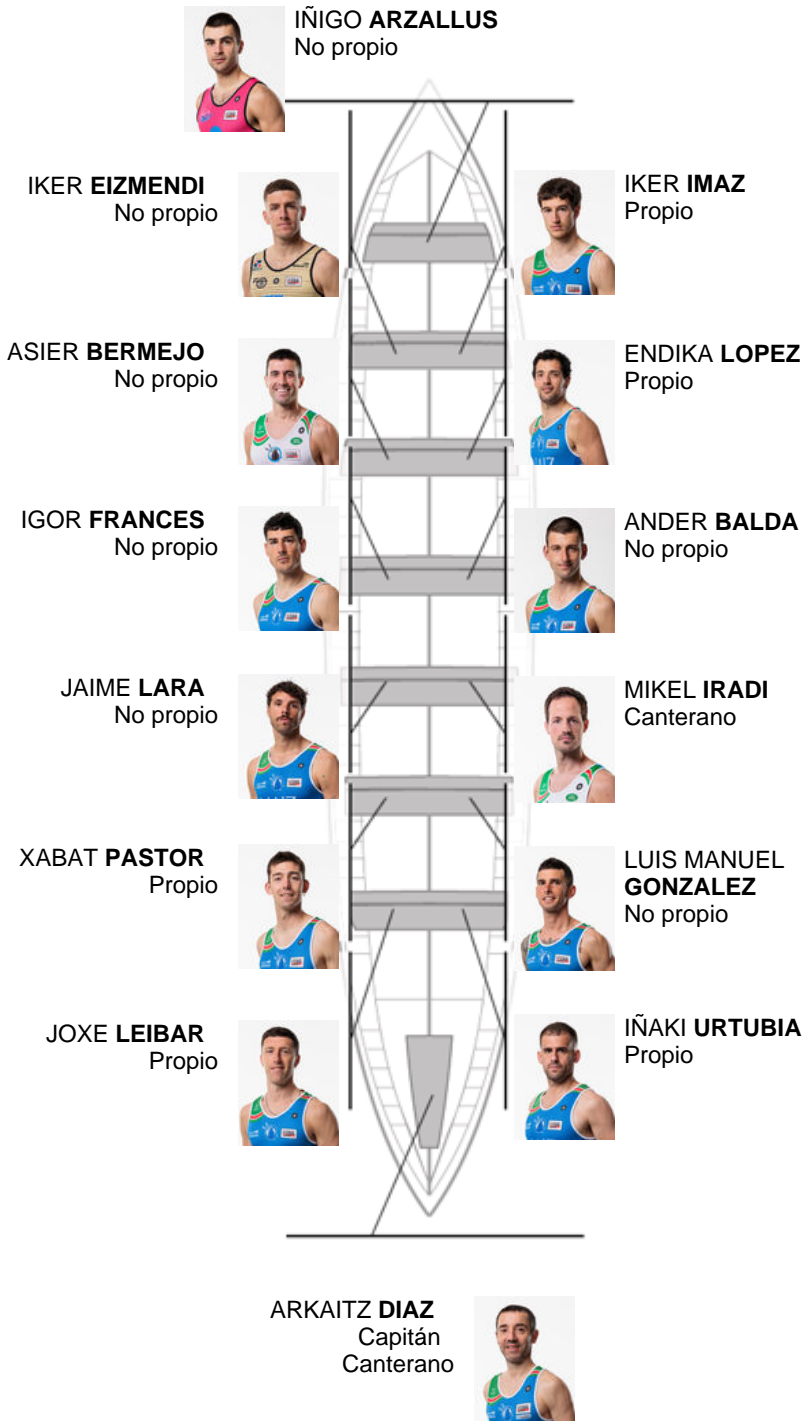 IÑIGO ARZALLUS
No propio
IKER EIZMENDI
No propio
IKER IMAZ
Propio
ASIER BERMEJO
No propio
ENDIKA LOPEZ
Propio
IGOR FRANCES
No propio
ANDER BALDA
No propio
JAIME LARA
No propio
MIKEL IRADI
Canterano
XABAT PASTOR
Propio
LUIS MANUEL
GONZALEZ
No propio
JOXE LEIBAR
Propio
IÑAKI URTUBIA
Propio
ARKAITZ DIAZ
Capitán
Canterano